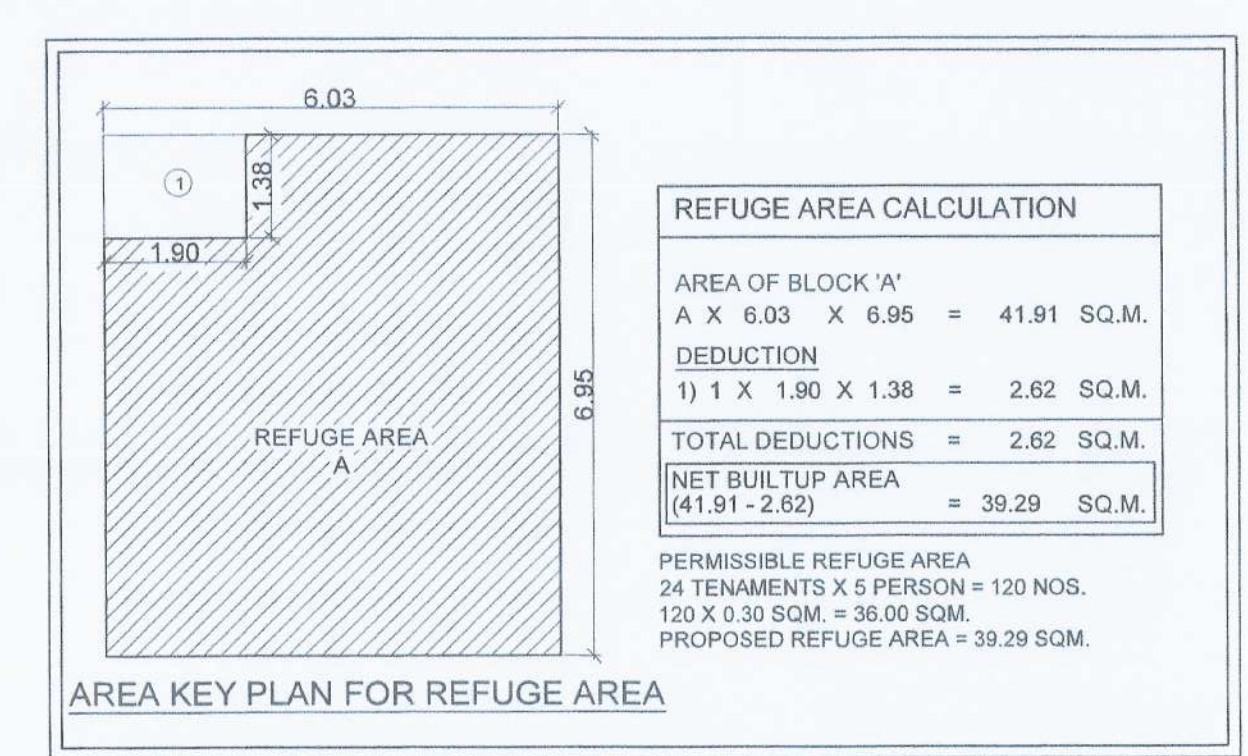 6.03
1
1.38
1.90
6.95
REFUGE AREA
A
AREA KEY PLAN FOR REFUGE AREA
REFUGE AREA CALCULATION
AREA OF BLOCK 'A'
A X 6.03 X 6.95 = 41.91 SQ.M.
DEDUCTION
1) 1 X 1.90 X 1.38 = 2.62 SQ.M.
TOTAL DEDUCTIONS = 2.62 SQ.M.
NET BUILTUP AREA
(41.91 - 2.62) = 39.29 SQ.M.
PERMISSIBLE REFUGE AREA
24 TENAMENTS X 5 PERSON = 120 NOS.
120 X 0.30 SQM. = 36.00 SQM.
PROPOSED REFUGE AREA = 39.29 SQM.